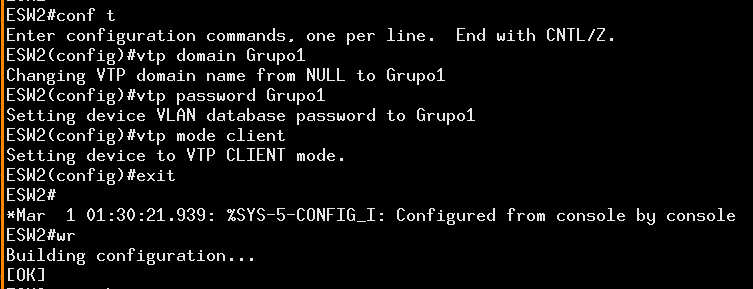 ESW2#conf t
Enter configuration commands, one per line.  End with CNTL/Z.
ESW2(config)#vtp domain Grupo1
Changing VTP domain name from NULL to Grupo1
ESW2(config)#vtp password Grupo1
Setting device VLAN database password to Grupo1
ESW2(config)#vtp mode client
Setting device to VTP CLIENT mode.
ESW2(config)#exit
ESW2#
*Mar  1 01:30:21.939: %SYS-5-CONFIG_I: Configured from console by console
ESW2#wr
Building configuration...
[OK]